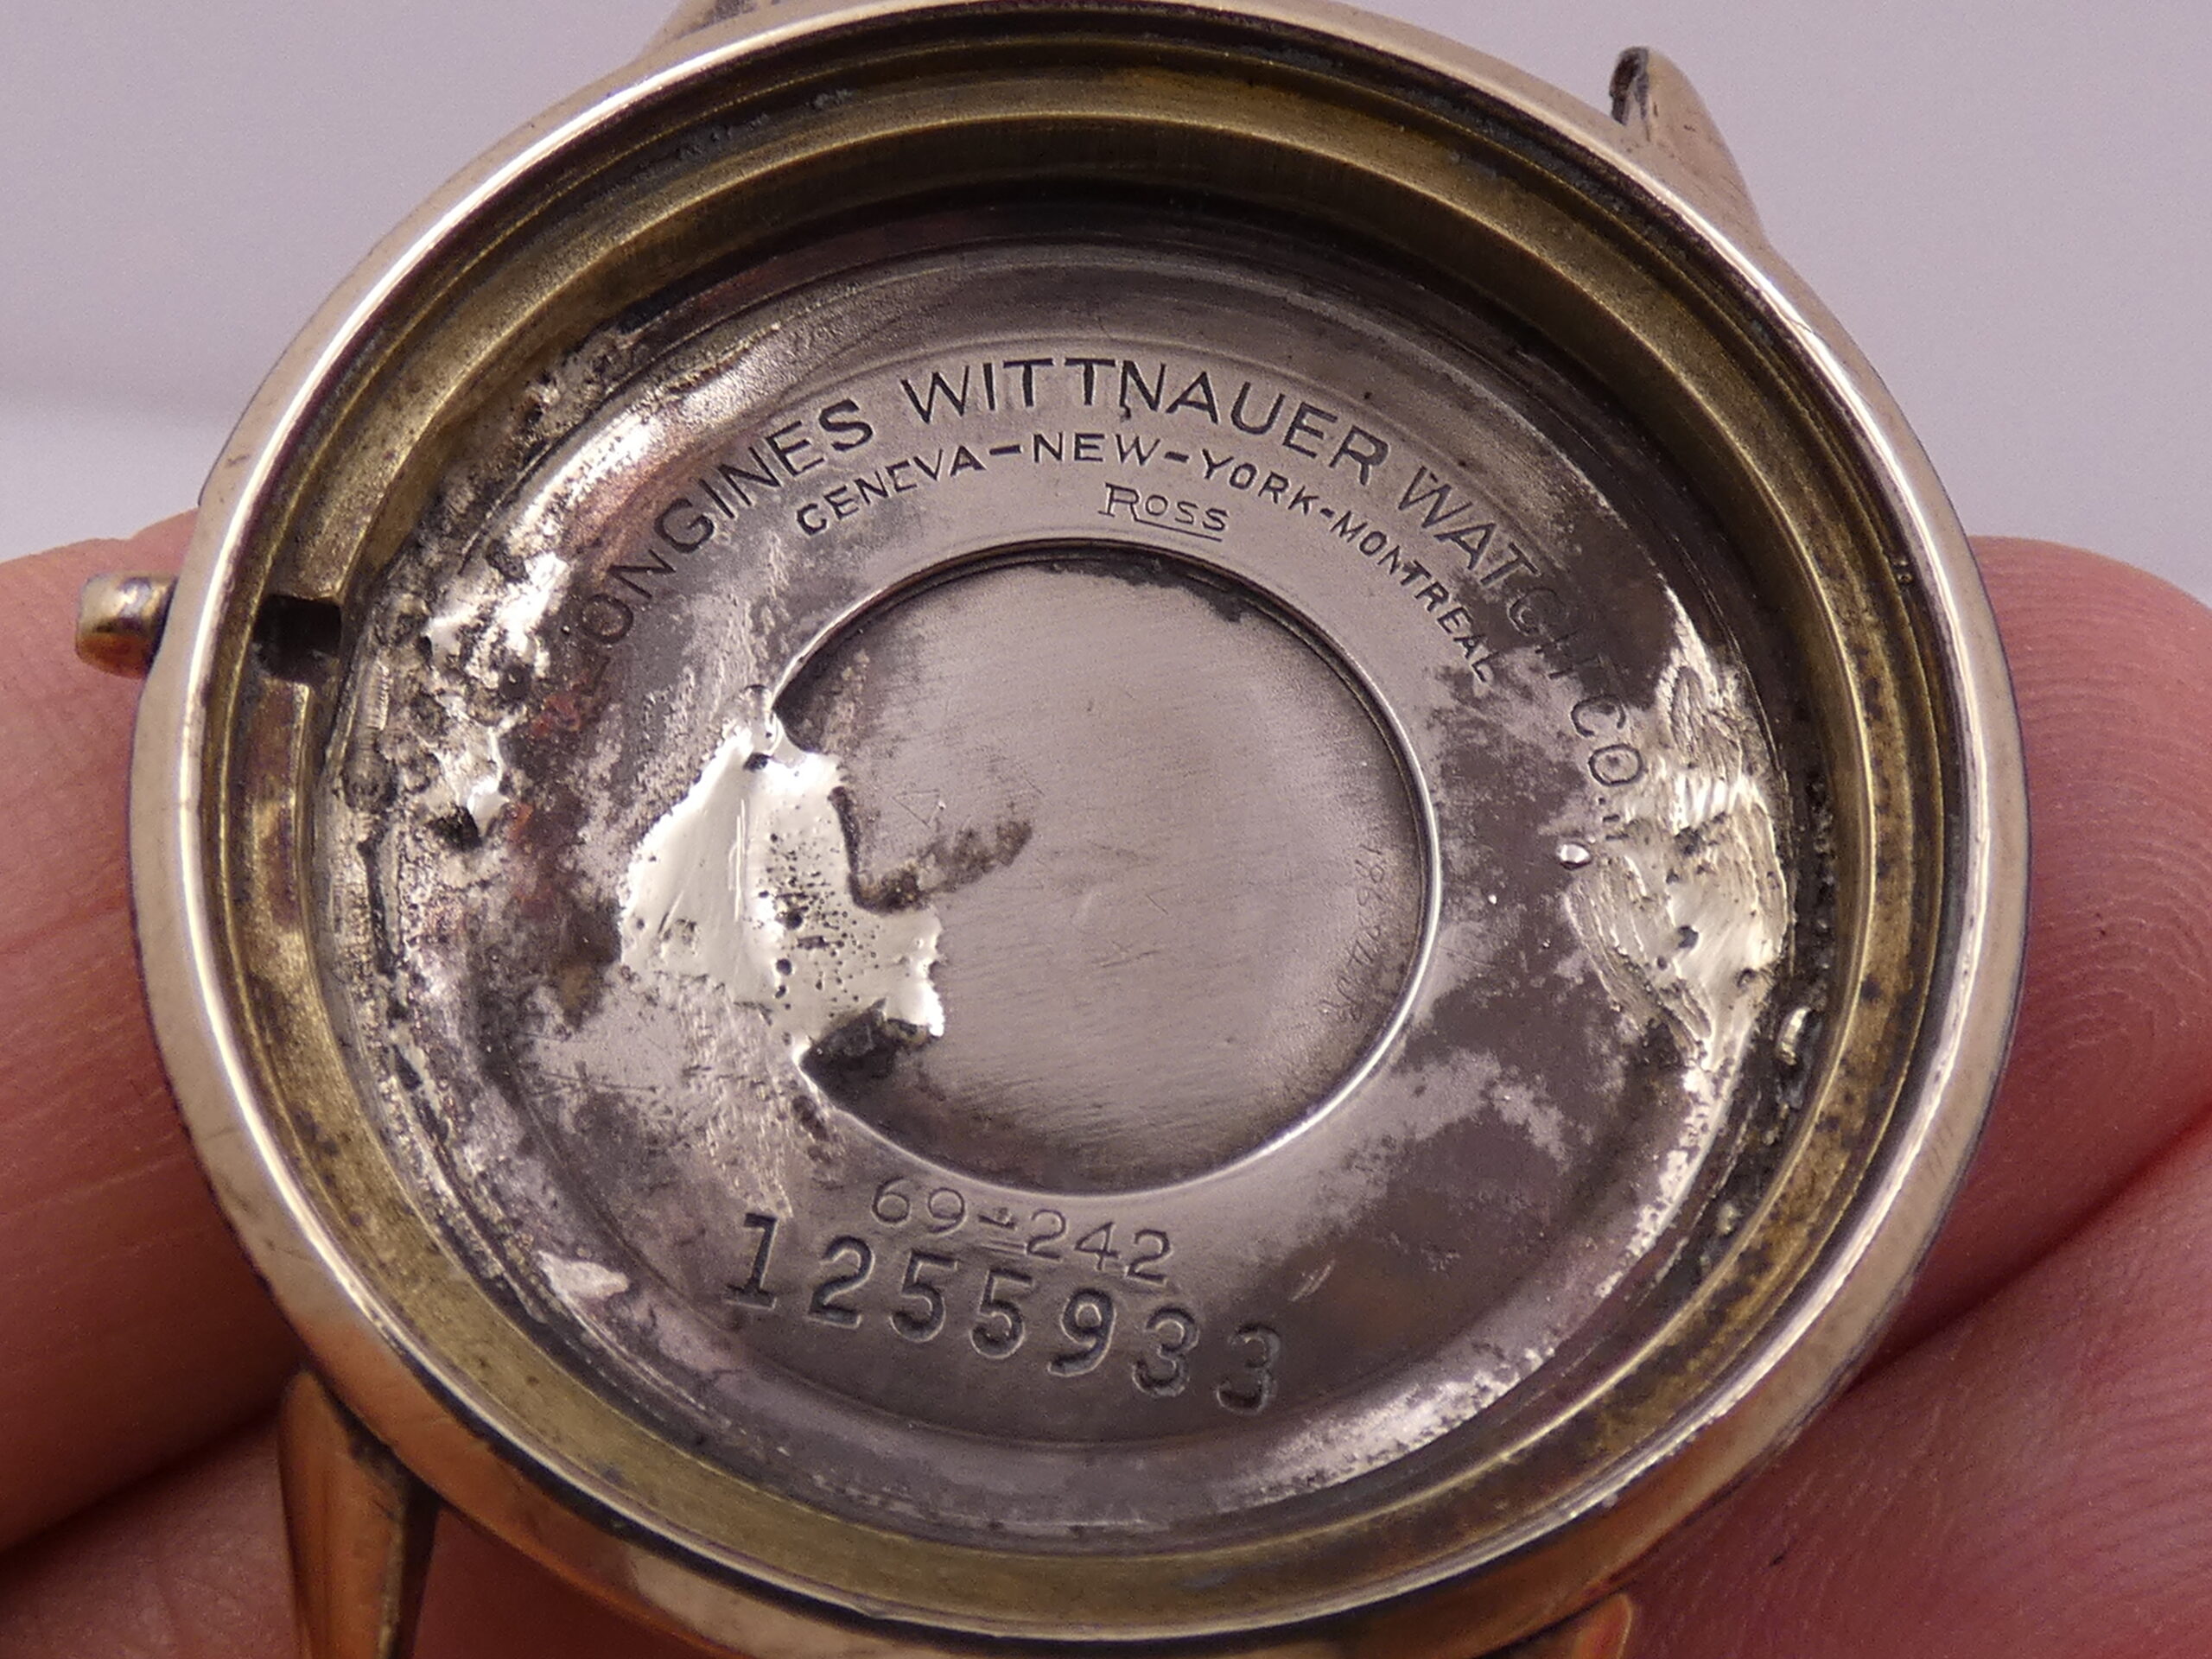 LONGINES WITTNAUER WATCH CO.
GENEVA-NEW-YORK-MONTREAL
ROSS
69-242
1255933